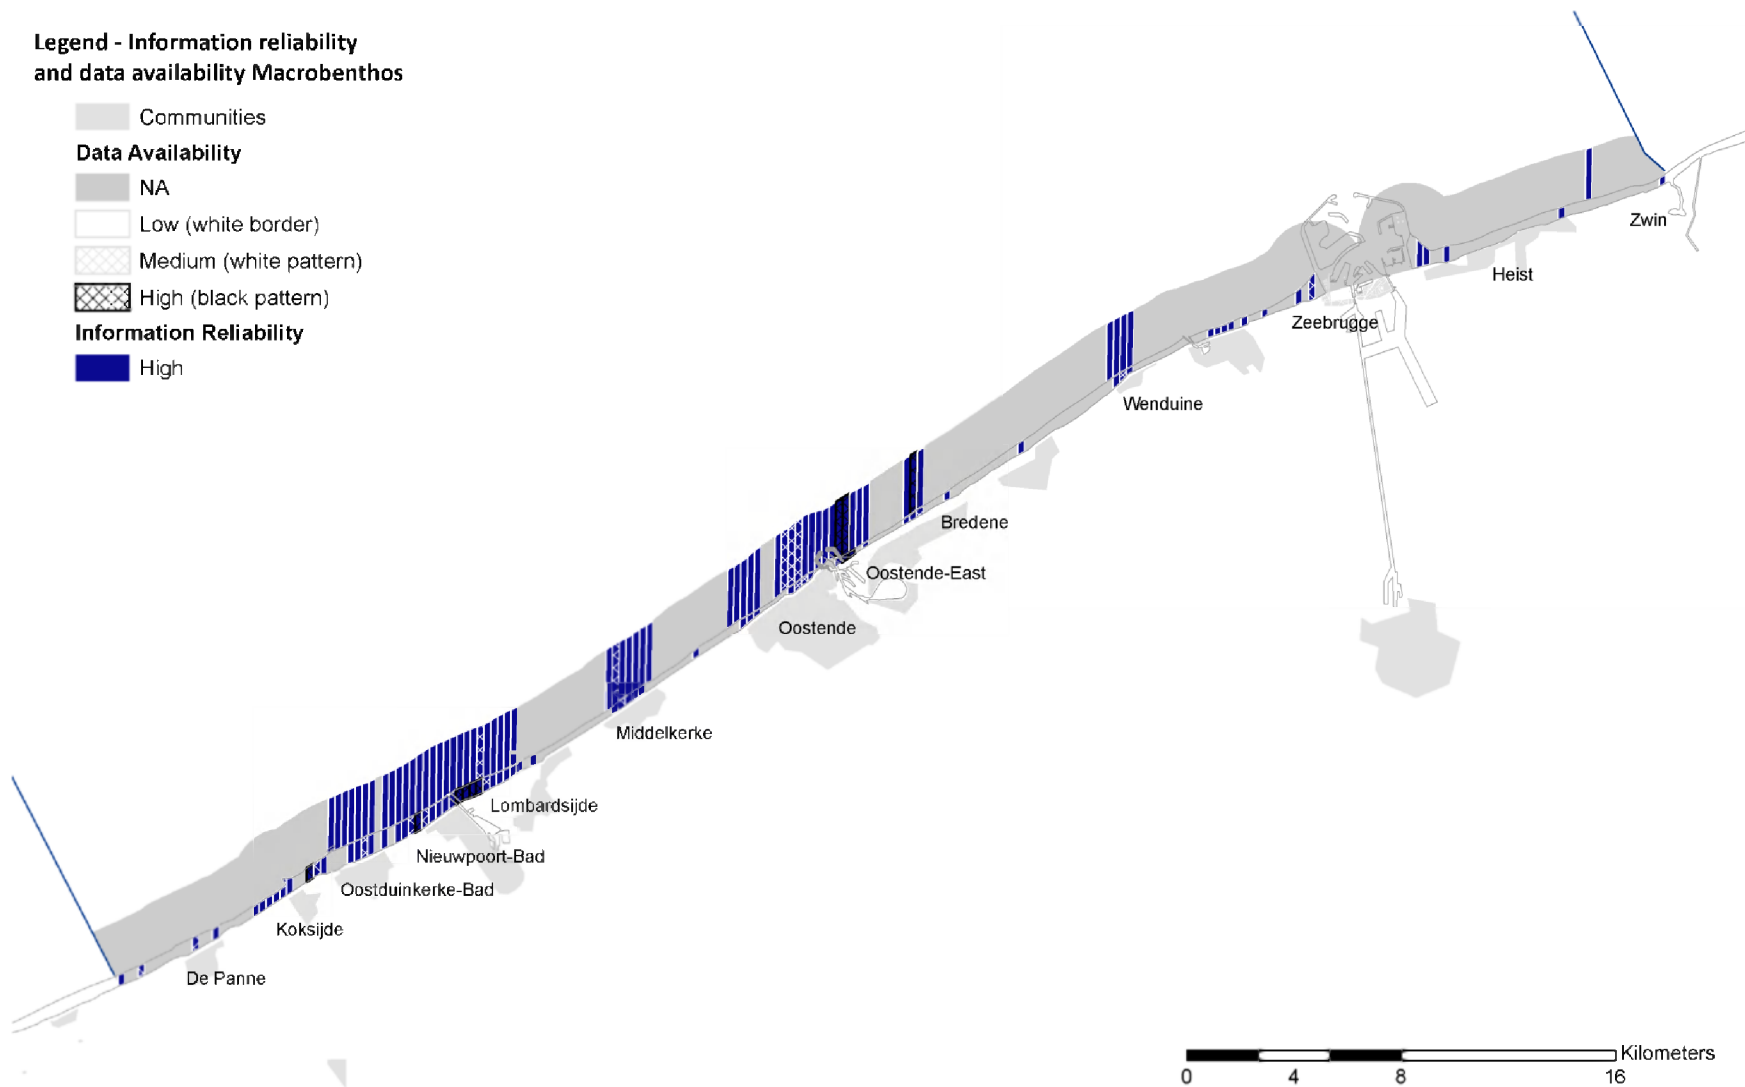 Legend - Information reliability
and data availability Macrobenthos
Communities
Data Availability
NA
Low (white border)
Medium (white pattern)
High (black pattern)
Information Reliability
High
Zwin
Heist
Zeebrugge
Wenduine
Bredene
Oostende-East
Oostende
Middelkerke
Lombardsijde
Nieuwpoort-Bad
Oostduinkerke-Bad
Koksijde
De Panne
Kilometers
0 4 8 16